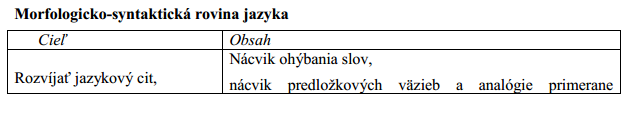 Morfologicko-syntaktická rovina jazyka
Cieľ Obsah
Nácvik ohýbania slov,
Rozvíjať jazykový cit,
nácvik predložkových väzieb a analógie primerane